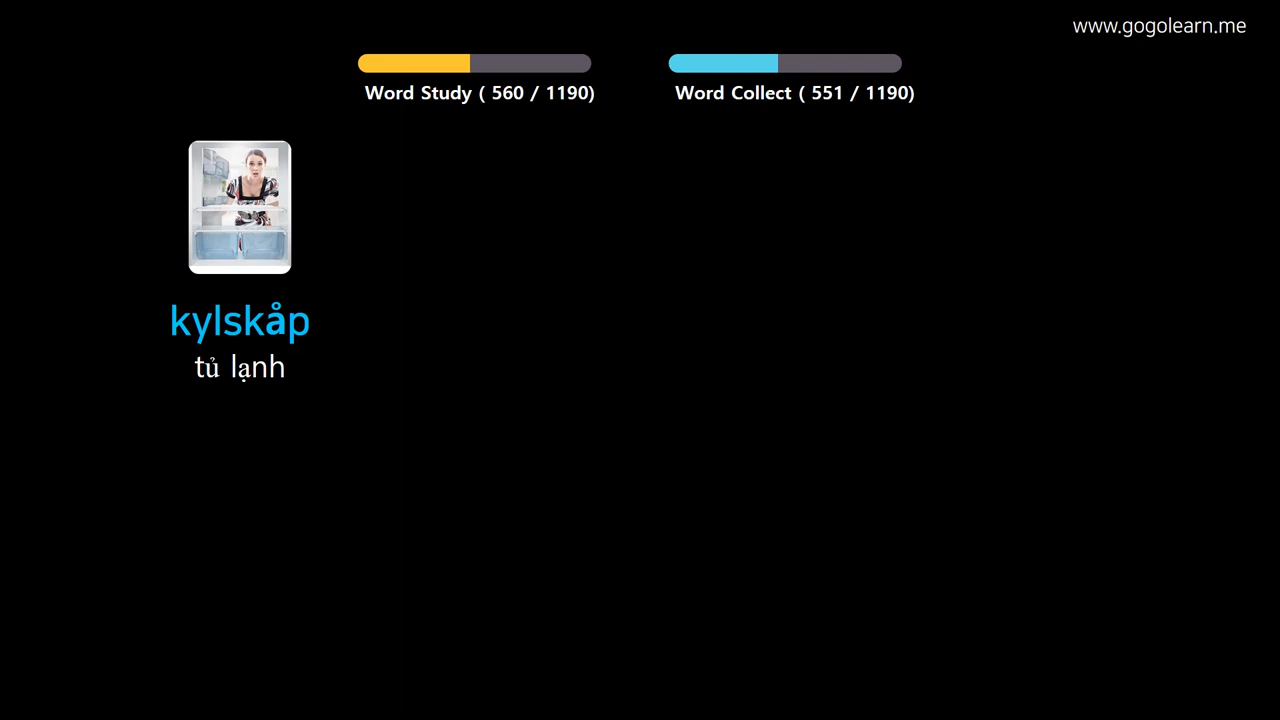 www.gogolearn.me
Word Study ( 560 / 1190)
Word Collect ( 551 / 1190)
kylskåp
tủ lạnh